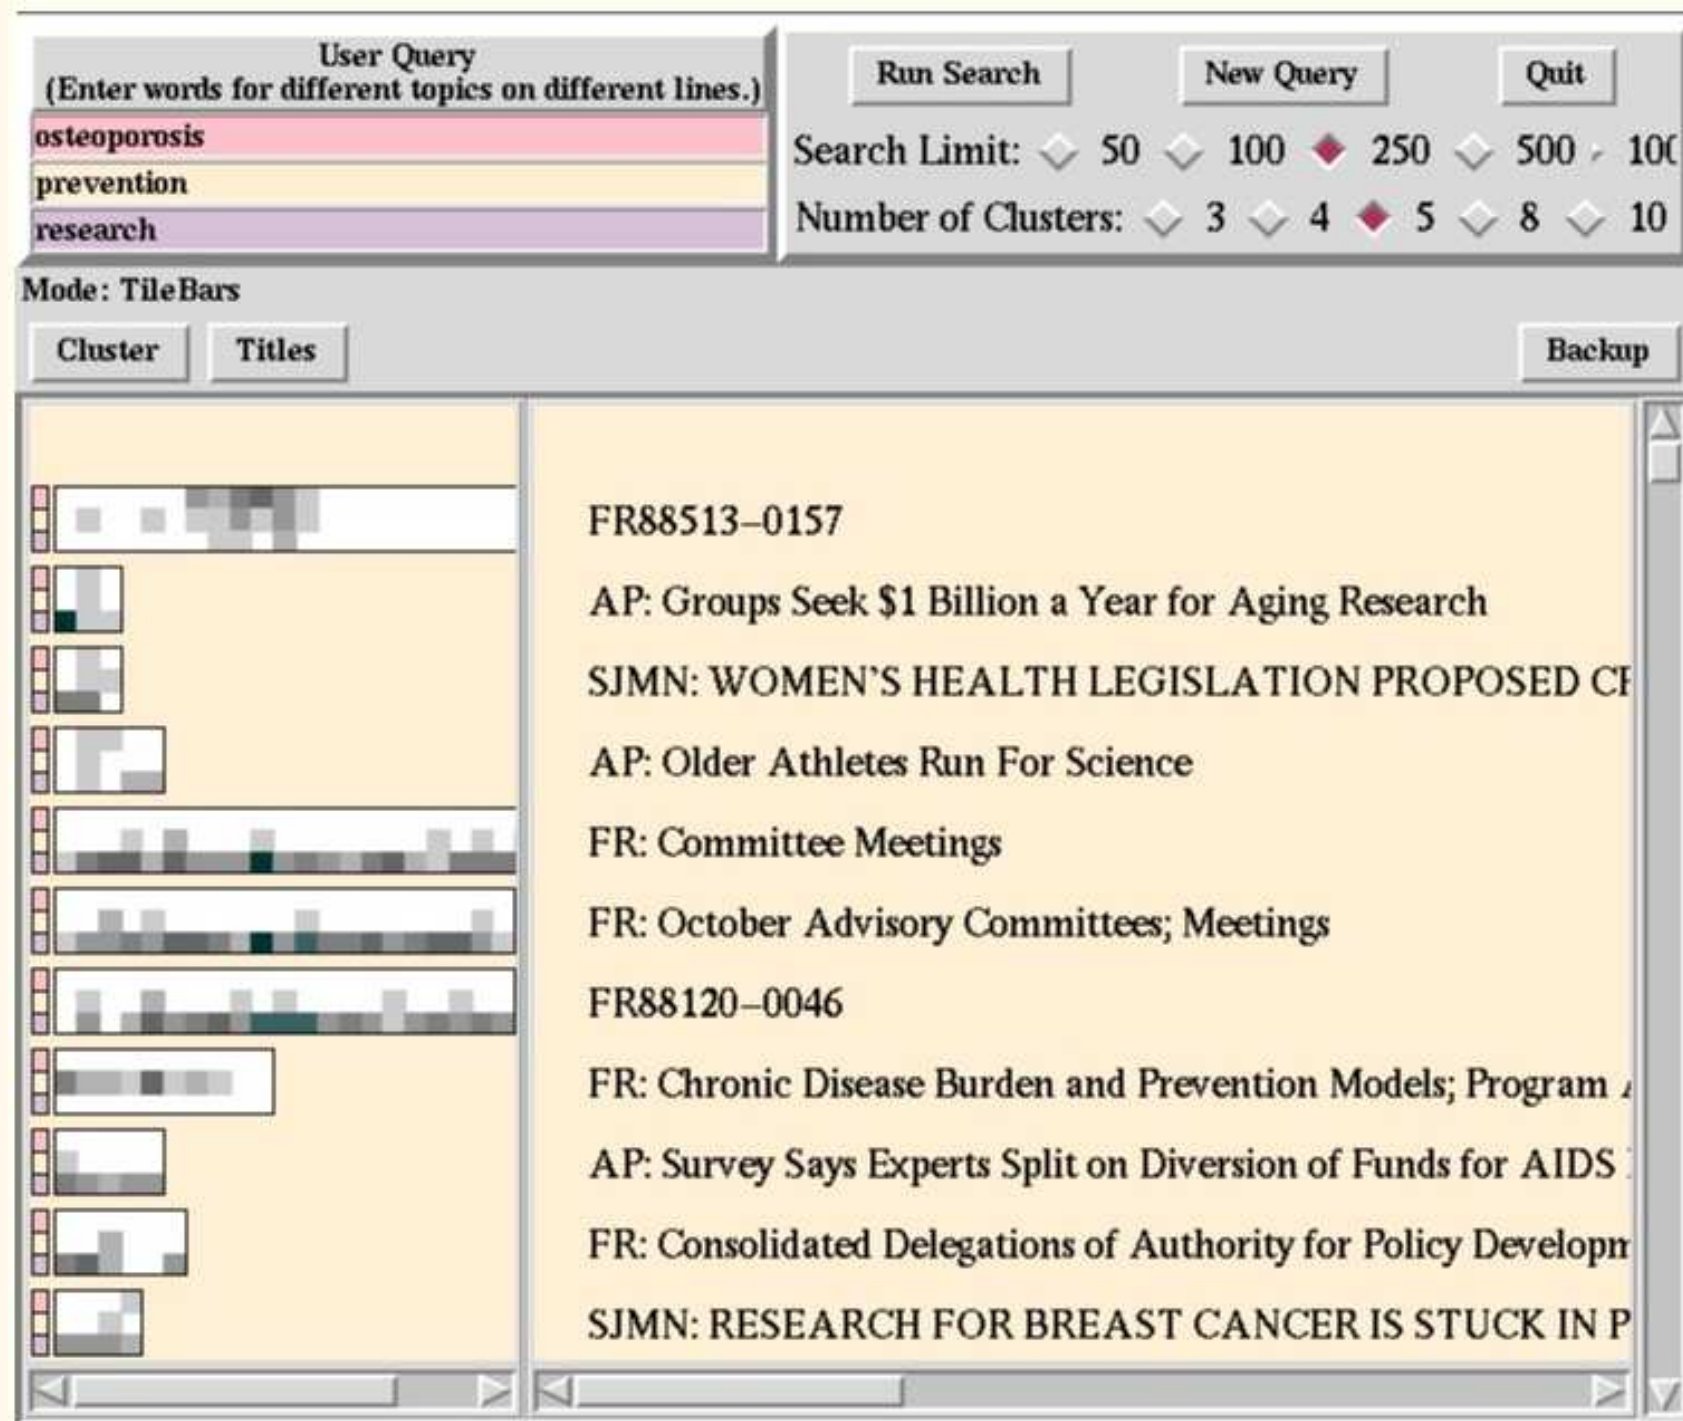 User Query
(Enter words for different topics on different lines.)
osteoporosis
prevention
research
Run Search New Query Quit
Search Limit: 50 100 250 500
Number of Clusters: 3 4 5 8 10
Mode: TileBars
Cluster Titles Backup
FR88513–0157
AP: Groups Seek $1 Billion a Year for Aging Research
SJMN: WOMEN'S HEALTH LEGISLATION PROPOSED
AP: Older Athletes Run For Science
FR: Committee Meetings
FR: October Advisory Committees; Meetings
FR88120–0046
FR: Chronic Disease Burden and Prevention Models; Program
AP: Survey Says Experts Split on Diversion of Funds for AIDS
FR: Consolidated Delegations of Authority for Policy
SJMN: RESEARCH FOR BREAST CANCER IS STUCK IN